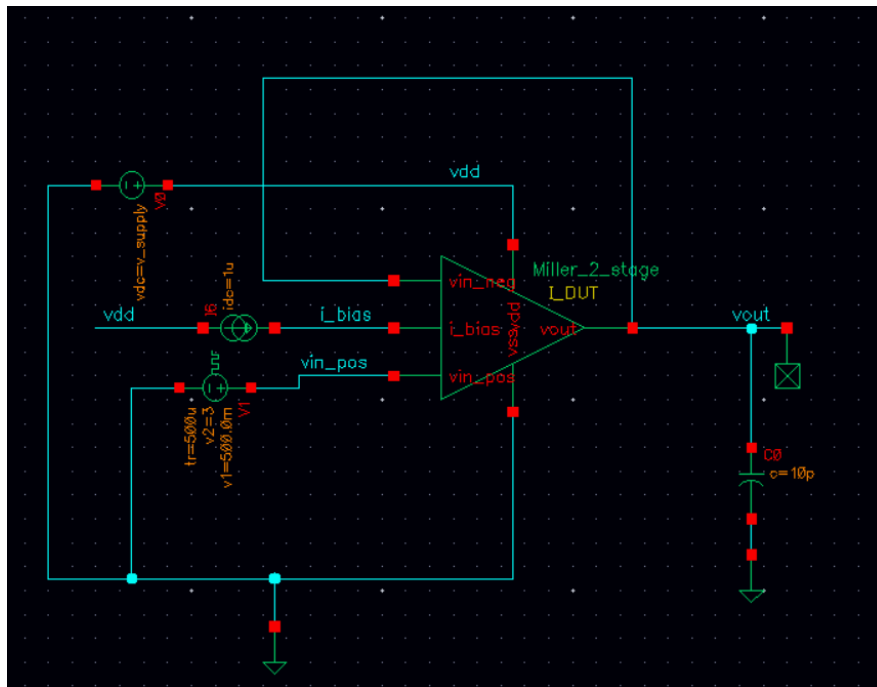 vdd
V0
vdc=v_supply
Miller_2_stage
I_DUT
vin_neg
idc=1u
I6
vdd
i_bias
i_bias
vss
vdd
vout
vout
vin_pos
vin_pos
V1
tr=500u
v2=3
v1=500.0m
C0
c=10p